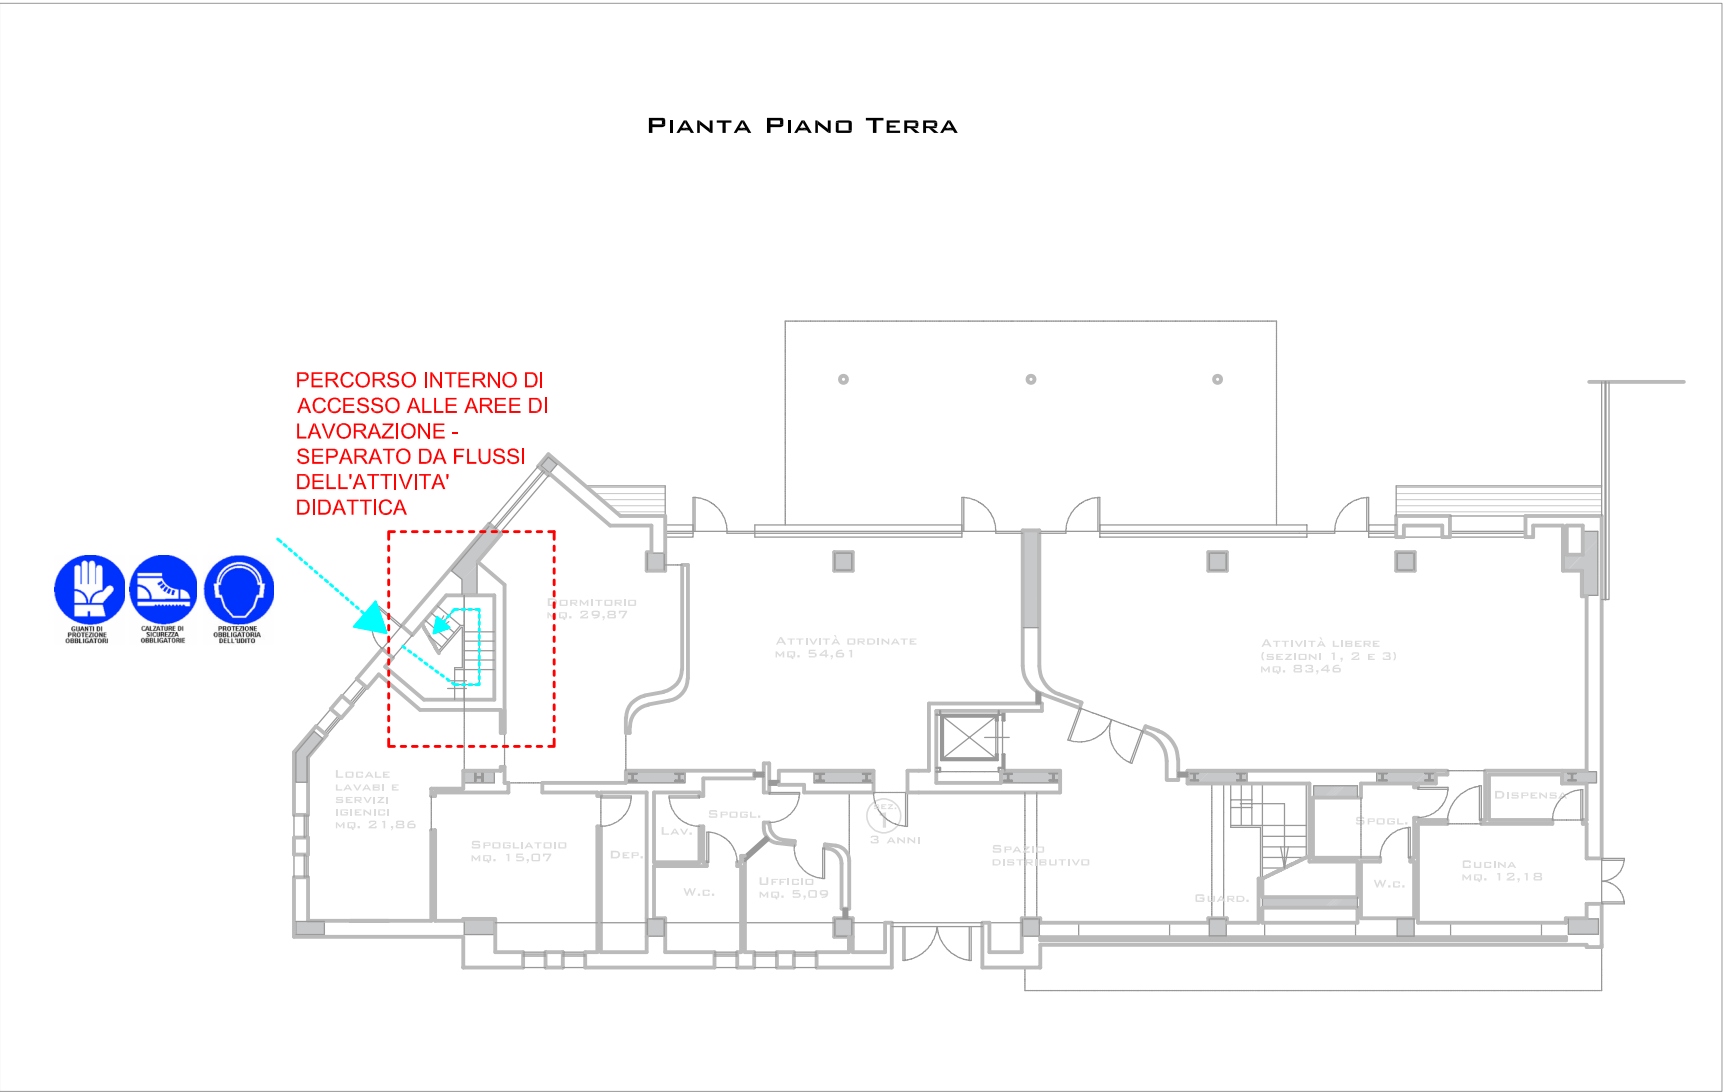 PIANTA PIANO TERRA
PERCORSO INTERNO DI
ACCESSO ALLE AREE DI
LAVORAZIONE -
SEPARATO DA FLUSSI
DELL'ATTIVITA'
DIDATTICA
GUANTI DI
PROTEZIONE
OBBLIGATORI
CALZATURE DI
SICUREZZA
OBBLIGATORIE
PROTEZIONE
OBBLIGATORIA
DELL'UDITO
DORMITORIO
MQ. 29,87
ATTIVITÀ ORDINATE
MQ. 54,61
ATTIVITÀ LIBERE
(SEZIONI 1, 2 E 3)
MQ. 83,46
LOCALE
LAVABI E
SERVIZI
IGIENICI
MQ. 21,86
SPOGLIATOIO
MQ. 15,07
DEP.
LAV.
SPOGL.
W.C.
UFFICIO
MQ. 5,09
SEZ.
1
3 ANNI
SPAZIO
DISTRIBUTIVO
GUARD.
SPOGL.
W.C.
DISPENSA
CUCINA
MQ. 12,18